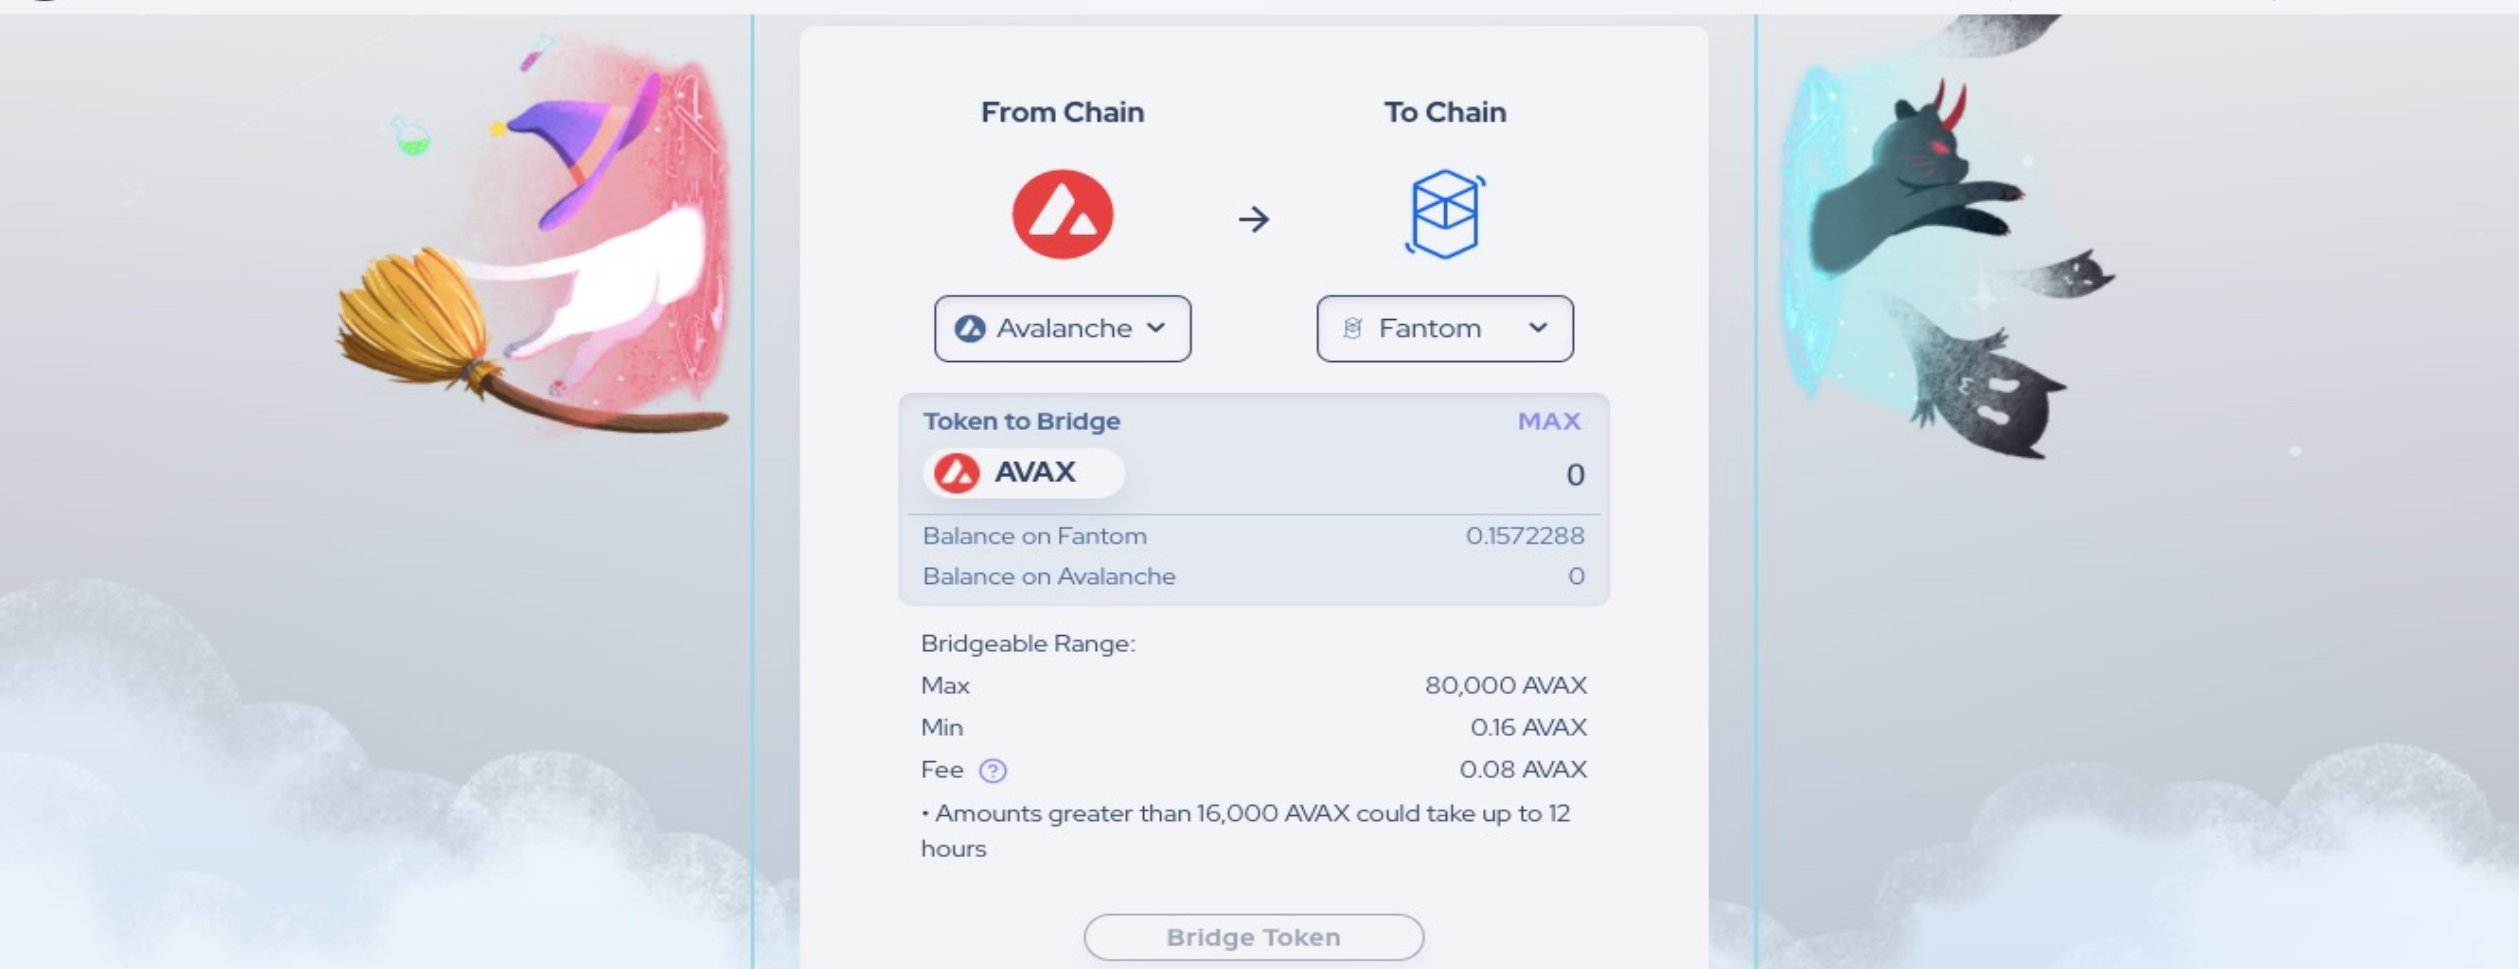 From Chain
To Chain
Avalanche
Fantom
Token to Bridge
MAX
AVAX
0
Balance on Fantom
0.1572288
Balance on Avalanche
0
Bridgeable Range:
Max
80,000 AVAX
Min
0.16 AVAX
Fee ?
0.08 AVAX
• Amounts greater than 16,000 AVAX could take up to 12
hours
Bridge Token